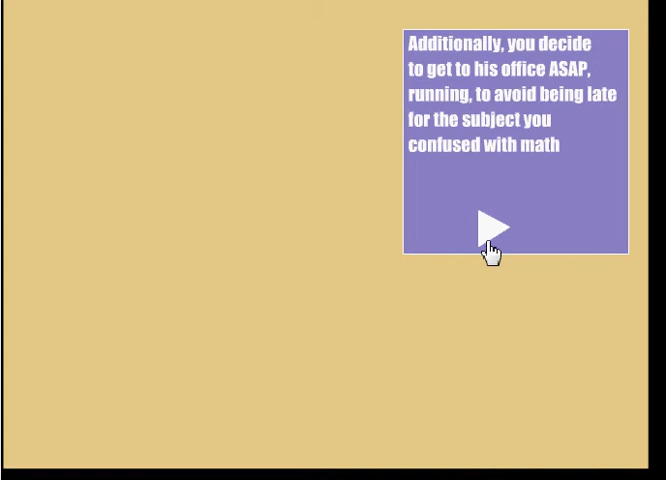 Additionally, you decide
to get to his office ASAP,
running, to avoid being late
for the subject you
confused with math